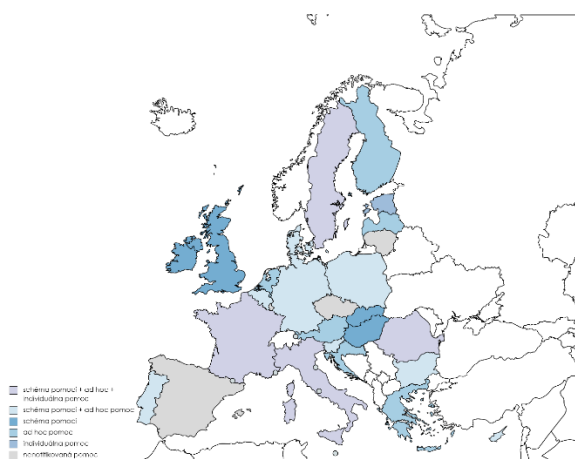 schéma pomoci + ad hoc +
individuálna pomoc
schéma pomoci + ad hoc pomoc
schéma pomoci
ad hoc pomoc
individuálna pomoc
nenotifikovaná pomoc